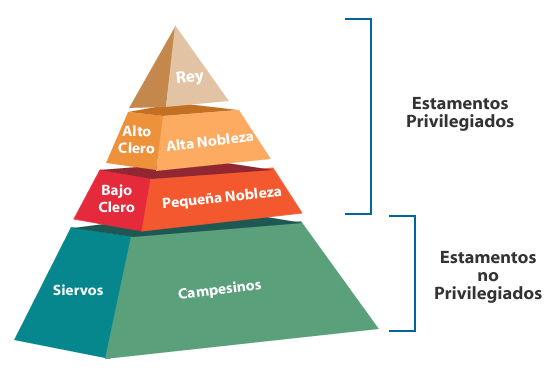 Rey
Alto
Clero
Alta Nobleza
Bajo
Clero
Pequeña Nobleza
Siervos
Campesinos
Estamentos
Privilegiados
Estamentos
no
Privilegiados